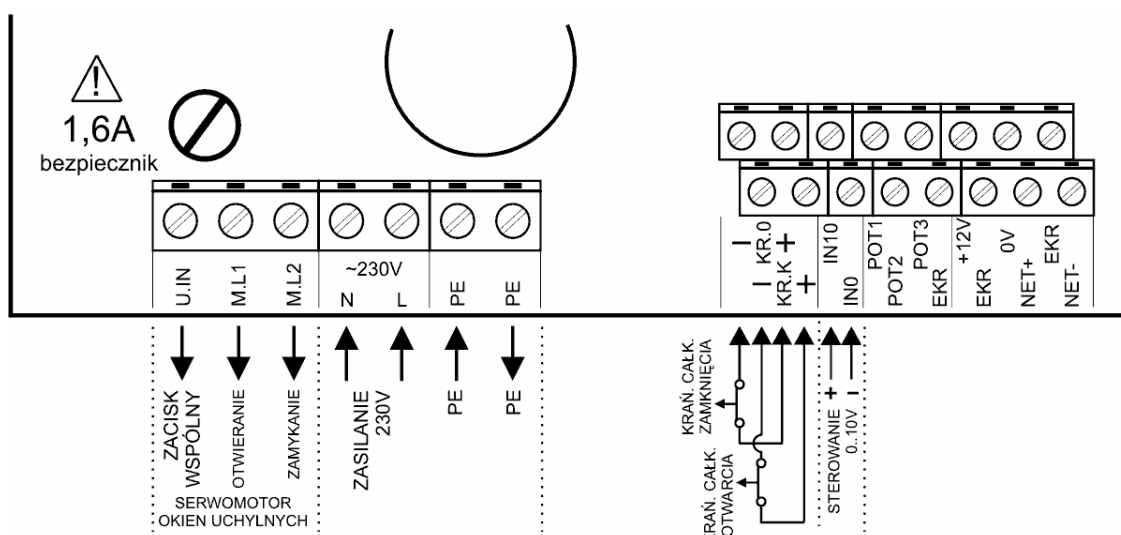 1,6A
bezpiecznik
U.IN
M.L1
M.L2
~230V
N
L
PE
PE
ZACISK
WSPÓLNY
OTWIERANIE
ZAMYKANIE
SERWOMOTOR
OKIEN UCHYLNYCH
ZASILANIE
230V
PE
PE
– KR.0 +
– KR.K +
IN10
IN0
POT1
POT2
POT3
EKR
+12V
EKR
0V
NET+
EKR
NET-
KRAŃ. CAŁK.
ZAMKNIĘCIA
KRAŃ. CAŁK.
OTWARCIA
STEROWANIE + –
0..10V